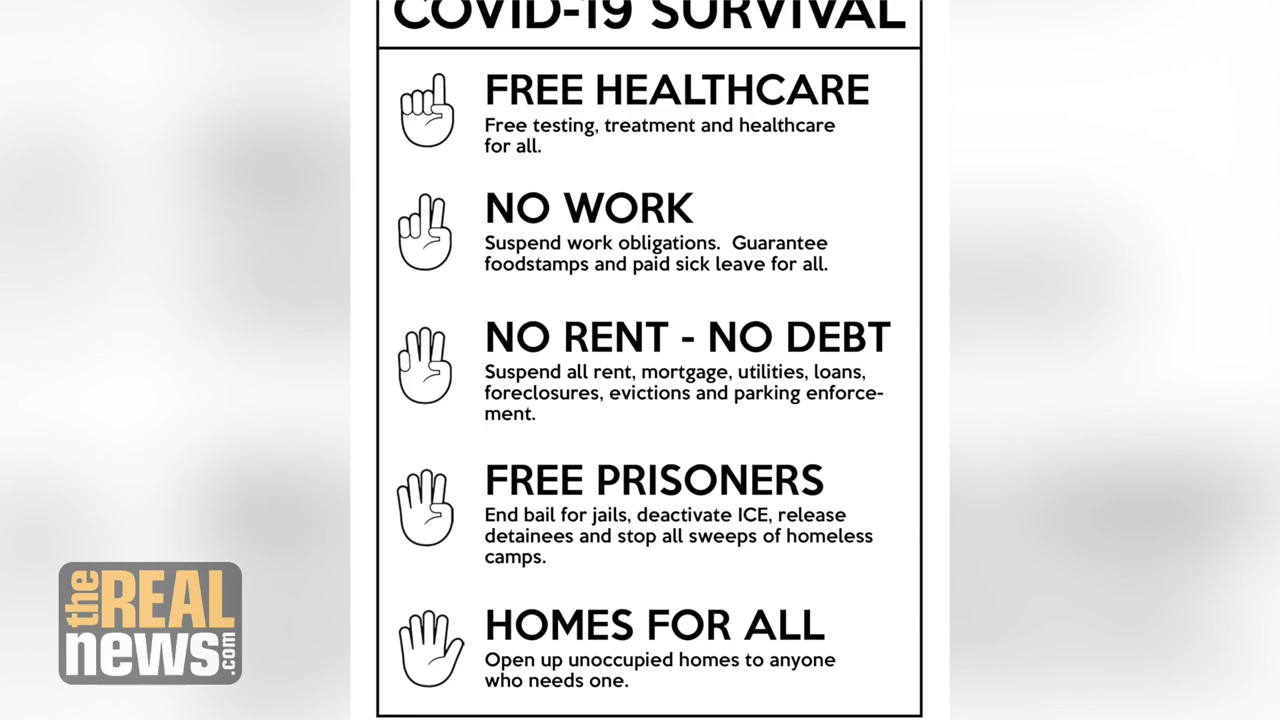 COVID-19 SURVIVAL
FREE HEALTHCARE
Free testing, treatment and healthcare
for all.
NO WORK
Suspend work obligations.  Guarantee
foodstamps and paid sick leave for all.
NO RENT - NO DEBT
Suspend all rent, mortgage, utilities, loans,
foreclosures, evictions and parking enforce-
ment.
FREE PRISONERS
End bail for jails, deactivate ICE, release
detainees and stop all sweeps of homeless
camps.
HOMES FOR ALL
Open up unoccupied homes to anyone
who needs one.
the REAL
news.com